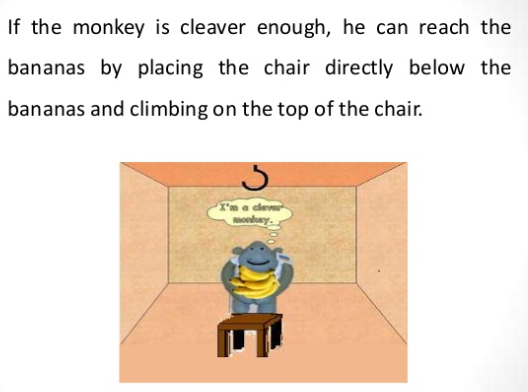 If the monkey is cleaver enough, he can reach the
bananas by placing the chair directly below the
bananas and climbing on the top of the chair.
I'm a clever
monkey.